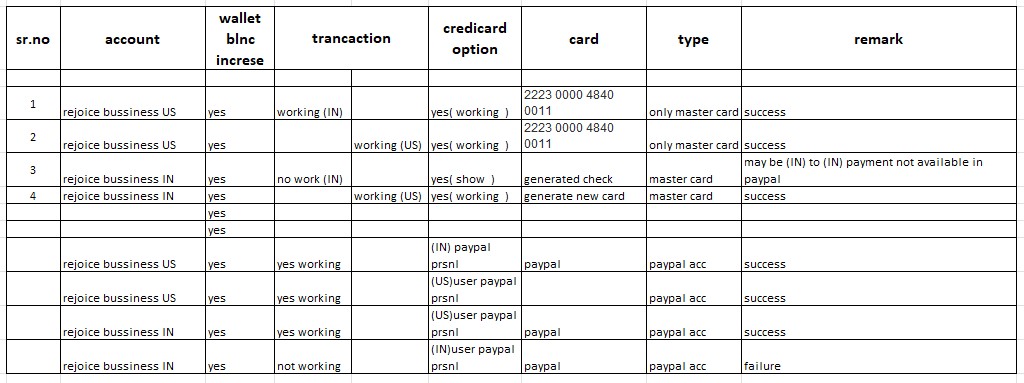 sr.no account wallet blnc increse trancaction credicard option card type remark
1 rejoice bussiness US yes working (IN) yes( working ) 2223 0000 4840 0011 only master card success
2 rejoice bussiness US yes working (US) yes( working ) 2223 0000 4840 0011 only master card success
3 rejoice bussiness IN yes no work (IN) yes( show ) generated check master card may be (IN) to (IN) payment not available in paypal
4 rejoice bussiness IN yes working (US) yes( working ) generate new card master card success
yes
yes
rejoice bussiness US yes yes working (IN) paypal prsnl paypal paypal acc success
rejoice bussiness US yes yes working (US)user paypal prsnl paypal acc success
rejoice bussiness IN yes yes working (US)user paypal prsnl paypal paypal acc success
rejoice bussiness IN yes not working (IN)user paypal prsnl paypal paypal acc failure